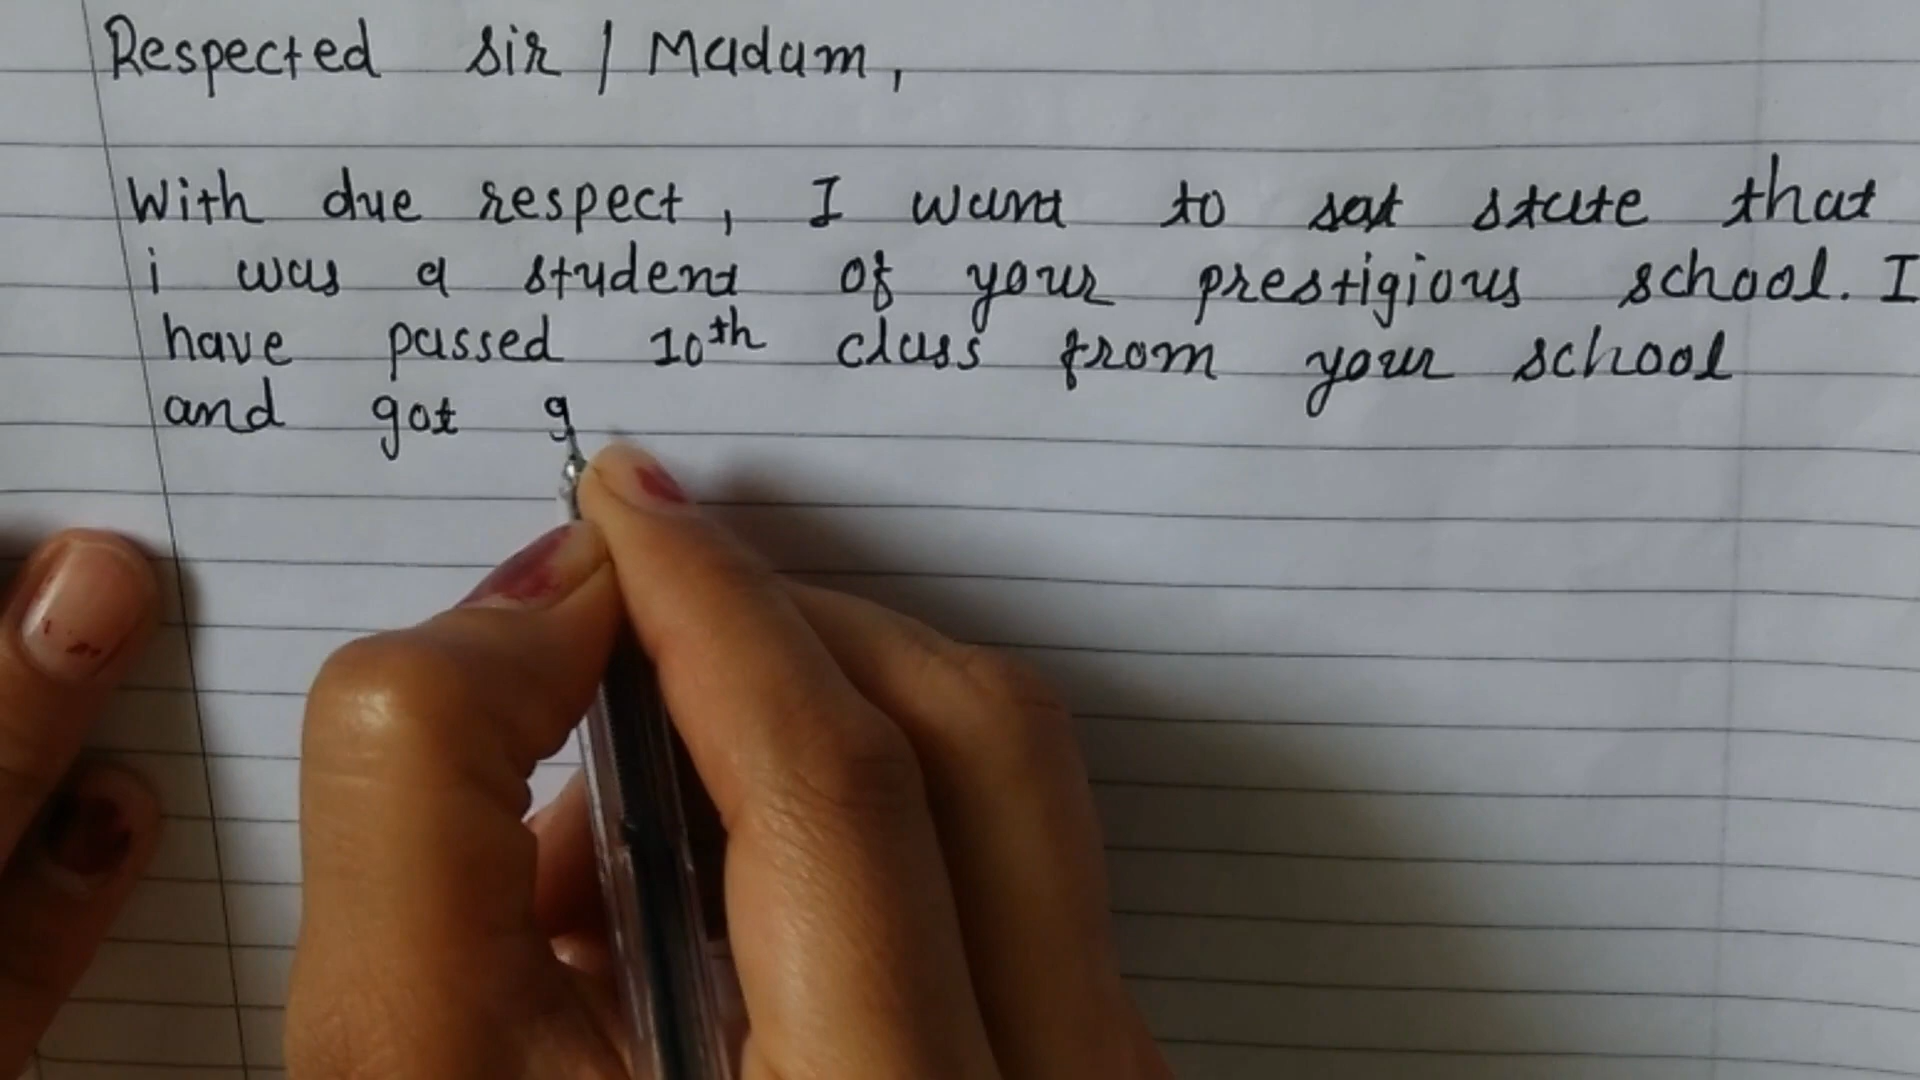 Respected Sir / Madam,
With due respect, I want to sat state that
i was a student of your prestigious school. I
have passed 10th class from your school
and got 9